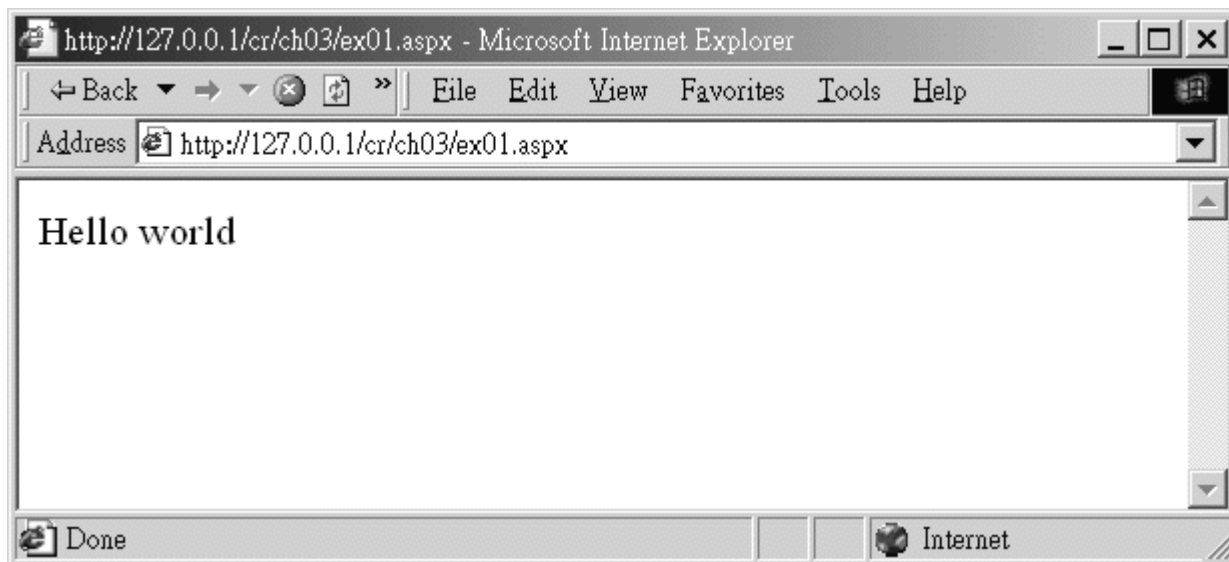 http://127.0.0.1/cr/ch03/ex01.aspx - Microsoft Internet Explorer
Back » File Edit View Favorites Tools Help
Address http://127.0.0.1/cr/ch03/ex01.aspx
Hello world
Done Internet